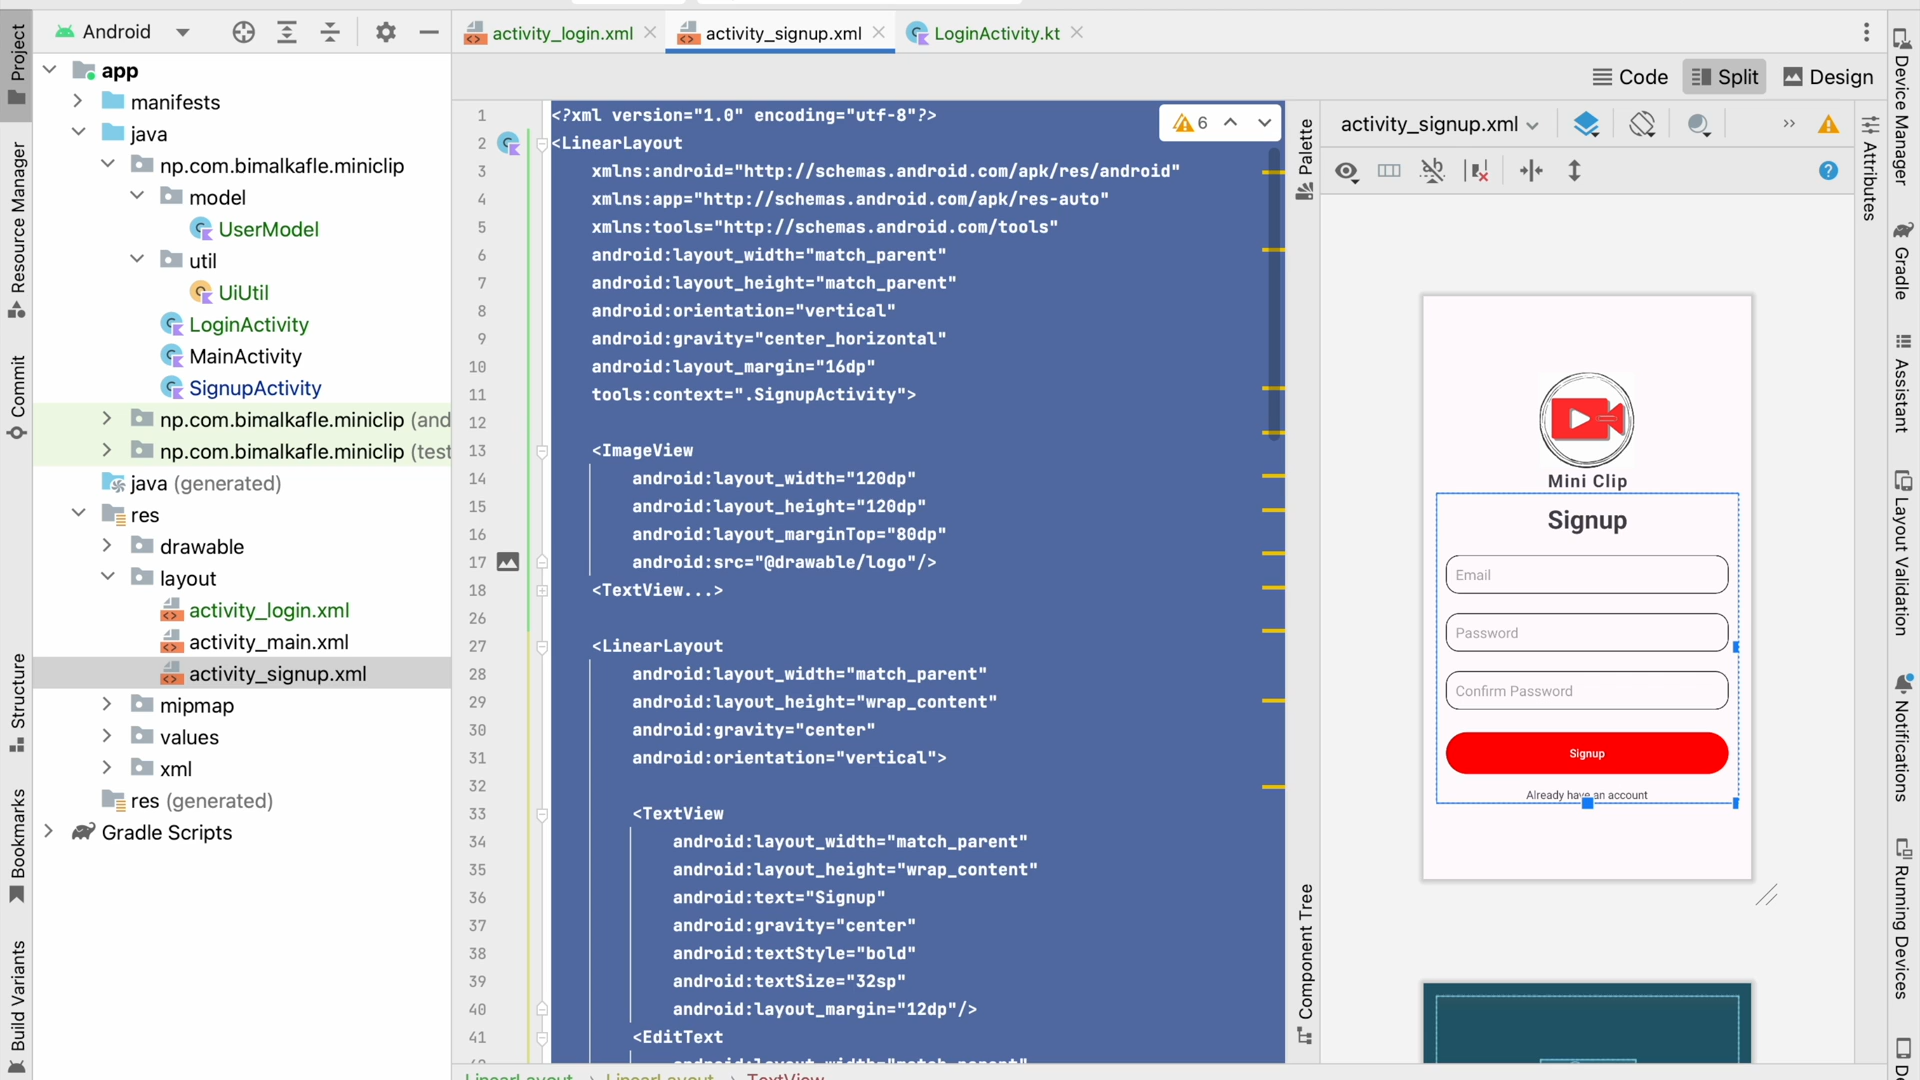 Project
Resource Manager
Commit
Structure
Bookmarks
Build Variants
Android
app
manifests
java
np.com.bimalkafle.miniclip
model
UserModel
util
UiUtil
LoginActivity
MainActivity
SignupActivity
np.com.bimalkafle.miniclip (and
np.com.bimalkafle.miniclip (test
java (generated)
res
drawable
layout
activity_login.xml
activity_main.xml
activity_signup.xml
mipmap
values
xml
res (generated)
Gradle Scripts
activity_login.xml
activity_signup.xml
LoginActivity.kt
Code
Split
Design
6
1 <?xml version="1.0" encoding="utf-8"?>
2 <LinearLayout
3 xmlns:android="http://schemas.android.com/apk/res/android"
4 xmlns:app="http://schemas.android.com/apk/res-auto"
5 xmlns:tools="http://schemas.android.com/tools"
6 android:layout_width="match_parent"
7 android:layout_height="match_parent"
8 android:orientation="vertical"
9 android:gravity="center_horizontal"
10 android:layout_margin="16dp"
11 tools:context=".SignupActivity">
12
13 <ImageView
14 android:layout_width="120dp"
15 android:layout_height="120dp"
16 android:layout_marginTop="80dp"
17 android:src="@drawable/logo"/>
18 <TextView...>
26
27 <LinearLayout
28 android:layout_width="match_parent"
29 android:layout_height="wrap_content"
30 android:gravity="center"
31 android:orientation="vertical">
32
33 <TextView
34 android:layout_width="match_parent"
35 android:layout_height="wrap_content"
36 android:text="Signup"
37 android:gravity="center"
38 android:textStyle="bold"
39 android:textSize="32sp"
40 android:layout_margin="12dp"/>
41 <EditText
Palette
Component Tree
activity_signup.xml
Mini Clip
Signup
Email
Password
Confirm Password
Signup
Already have an account
Attributes
Device Manager
Gradle
Assistant
Layout Validation
Notifications
Running Devices